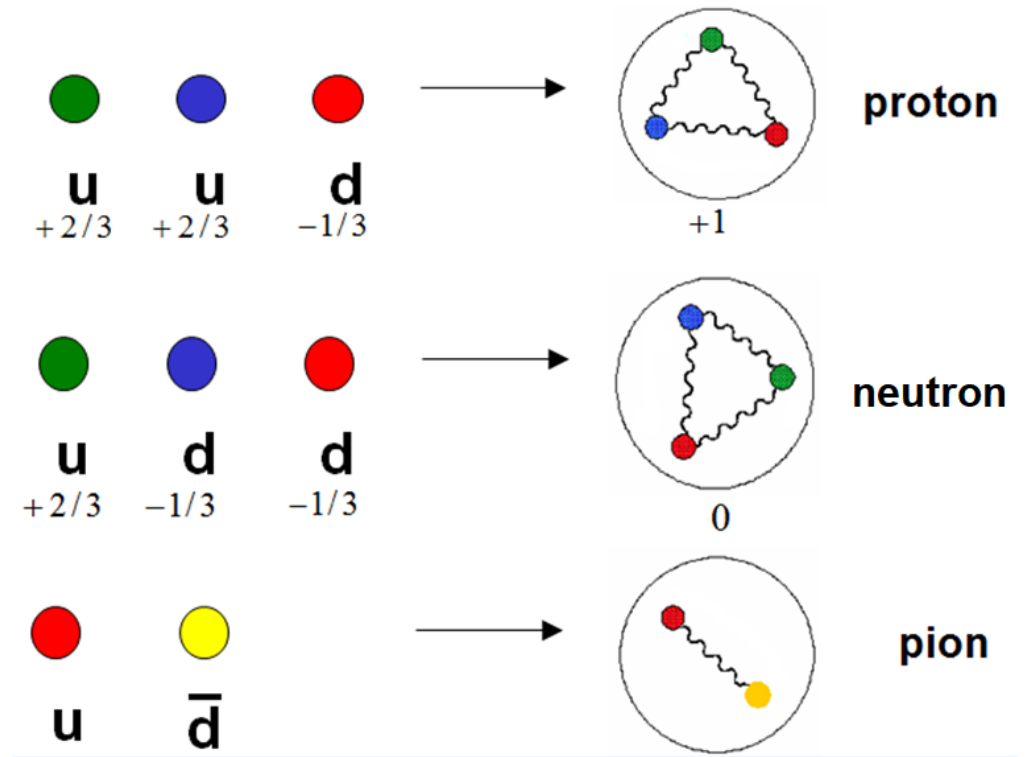 proton
u u d
+2/3 +2/3 −1/3 +1
neutron
u d d
+2/3 −1/3 −1/3 0
pion
u d̅